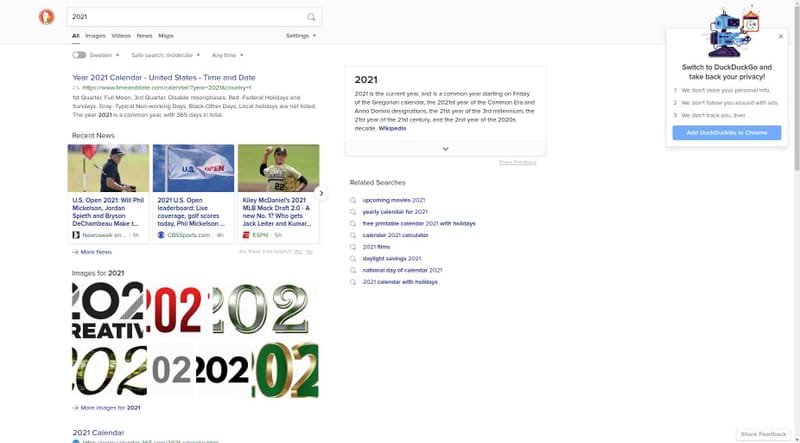 2021
All Images Videos News Maps Settings
Sweden Safe search: moderate Any time
Year 2021 Calendar - United States - Time and Date
https://www.timeanddate.com/calendar/?year=2021&country=1
1st Quarter. Full Moon. 3rd Quarter. Disable moonphases. Red -Federal Holidays and
Sundays. Gray -Typical Non-working Days. Black-Other Days. Local holidays are not listed.
The year 2021 is a common year, with 365 days in total.
Recent News
U.S. OPEN
22
U.S. Open 2021: Will Phil
Mickelson, Jordan
Spieth and Bryson
DeChambeau Make t...
Newsweek on... · 1h
2021 U.S. Open
leaderboard: Live
coverage, golf scores
today, Phil Mickelson ...
CBSSports.com · 4h
Kiley McDaniel's 2021
MLB Mock Draft 2.0 - A
new No. 1? Who gets
Jack Leiter and Kumar...
ESPN · 5h
More News
Are these links helpful? Yes No
Images for 2021
202
REATIV
202
202
202
02
202
02
More Images for 2021
2021 Calendar
2021
2021 is the current year, and is a common year starting on Friday
of the Gregorian calendar, the 2021st year of the Common Era and
Anno Domini designations, the 21st year of the 3rd millennium, the
21st year of the 21st century, and the 2nd year of the 2020s
decade. Wikipedia
Share Feedback
Related Searches
upcoming movies 2021
yearly calendar for 2021
free printable calendar 2021 with holidays
calendar 2021 calculator
2021 films
daylight savings 2021
national day of calendar 2021
2021 calendar with holidays
Switch to DuckDuckGo and
take back your privacy!
1 We don't store your personal info.
2 We don't follow you around with ads.
3 We don't track you. Ever.
Add DuckDuckGo to Chrome
Share Feedback